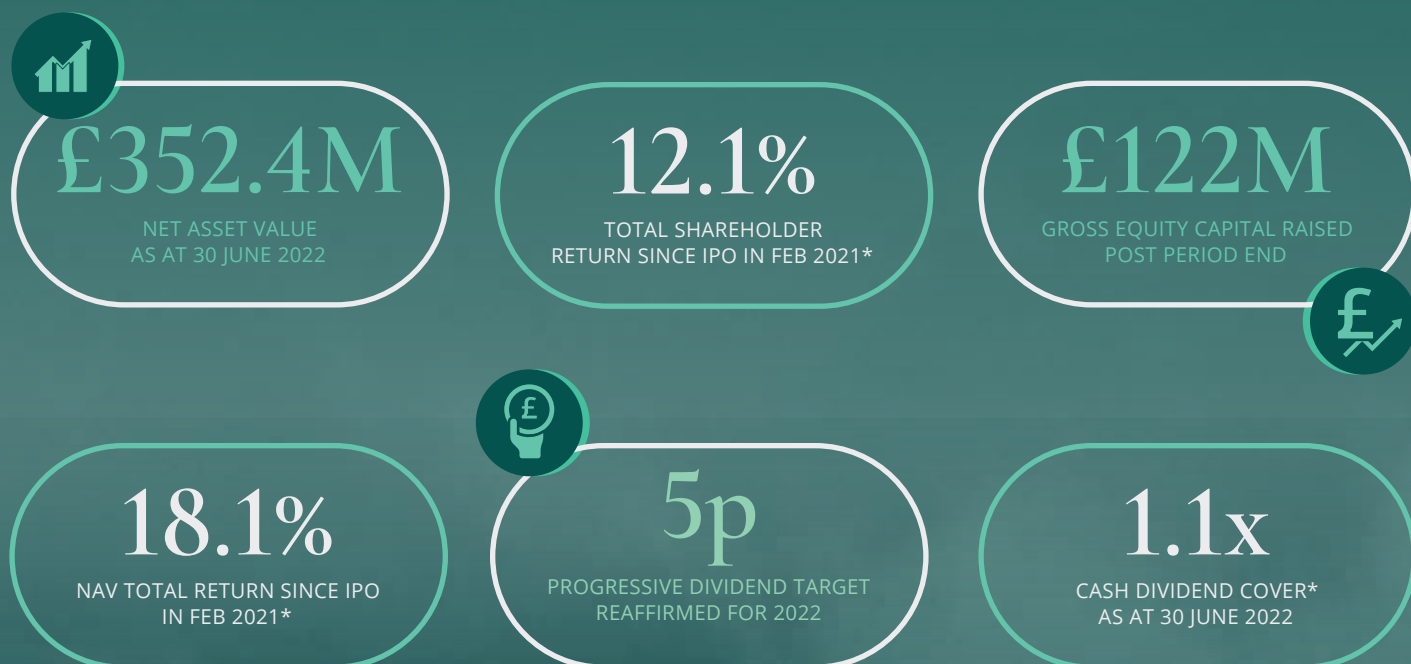 £352.4M
NET ASSET VALUE
AS AT 30 JUNE 2022
12.1%
TOTAL SHAREHOLDER
RETURN SINCE IPO IN FEB 2021*
£122M
GROSS EQUITY CAPITAL RAISED
POST PERIOD END
£
£
18.1%
NAV TOTAL RETURN SINCE IPO
IN FEB 2021*
5p
PROGRESSIVE DIVIDEND TARGET
REAFFIRMED FOR 2022
1.1x
CASH DIVIDEND COVER*
AS AT 30 JUNE 2022